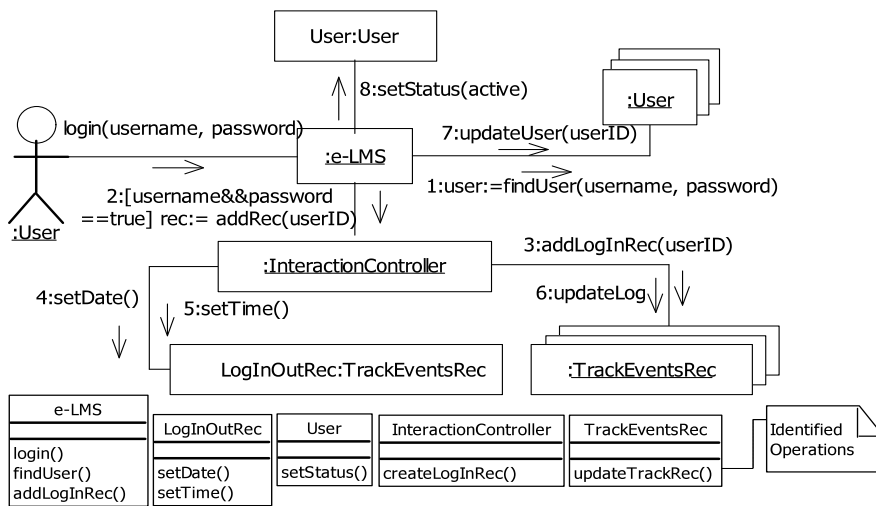 User:User
8:setStatus(active)
:User
login(username, password)
7:updateUser(userID)
:e-LMS
1:user:=findUser(username, password)
2:[username&&password
==true] rec:= addRec(userID)
:User
3:addLogInRec(userID)
:InteractionController
4:setDate()
5:setTime()
6:updateLog
LogInOutRec:TrackEventsRec
:TrackEventsRec
e-LMS
login()
findUser()
addLogInRec()
LogInOutRec
setDate()
setTime()
User
setStatus()
InteractionController
createLogInRec()
TrackEventsRec
updateTrackRec()
Identified
Operations